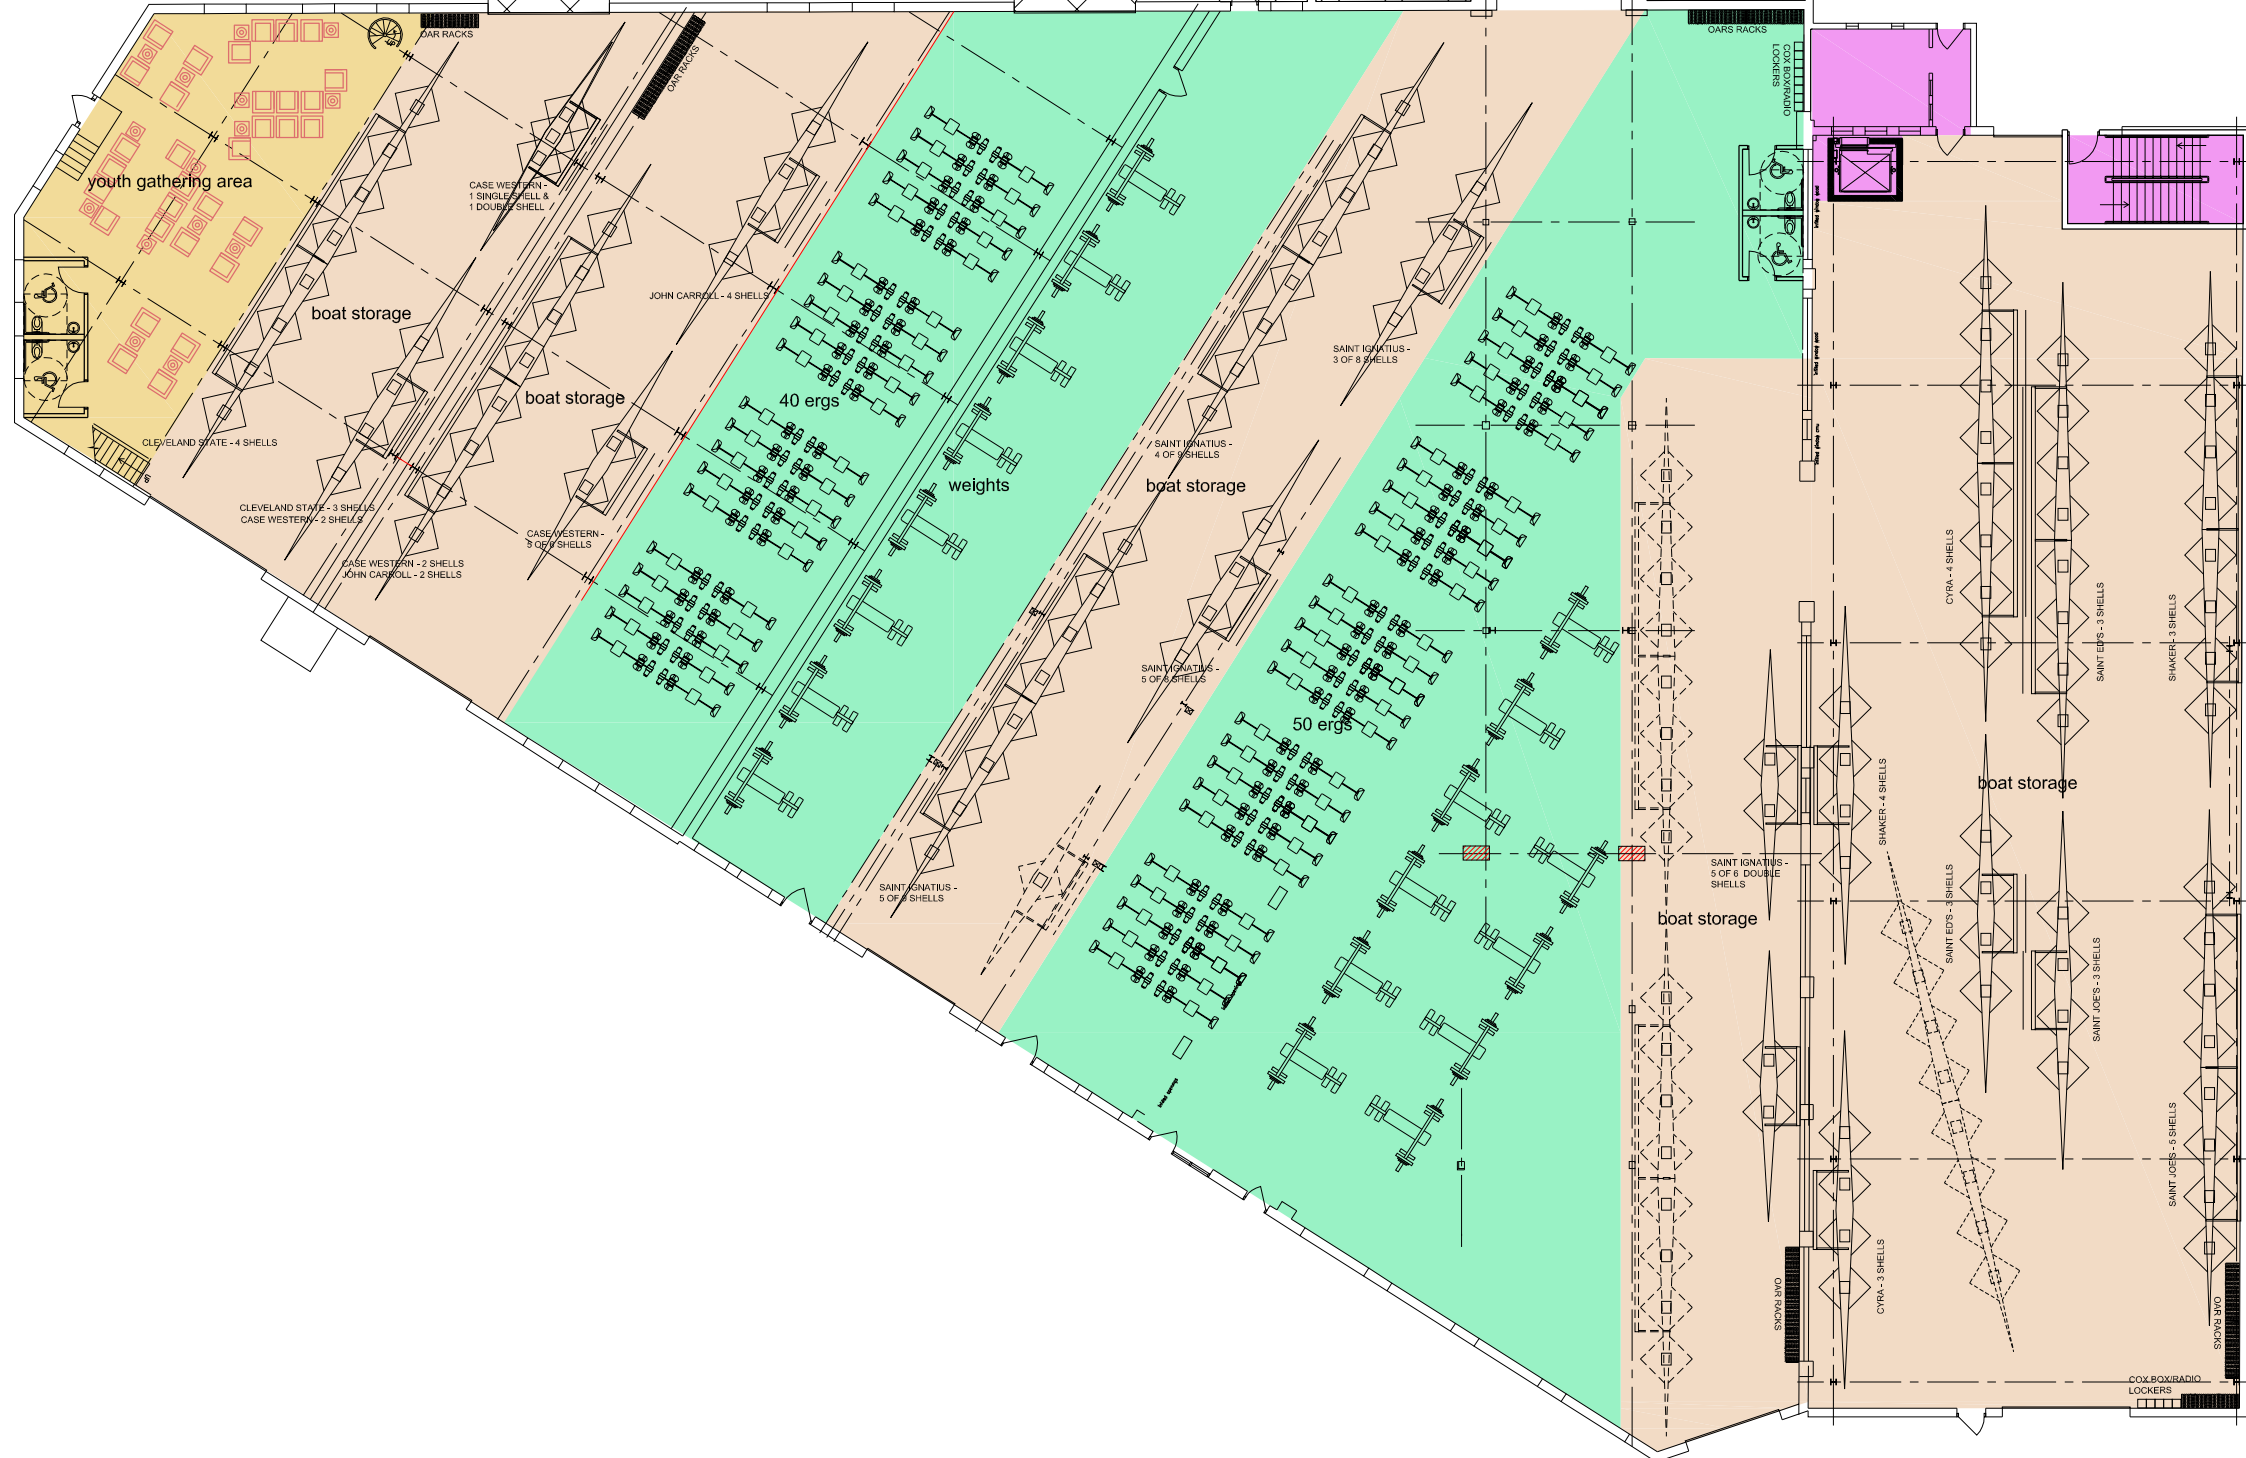 OAR RACKS
UP
OARS RACKS
COX BOX/RADIO
LOCKERS
OAR RACKS
youth gathering area
CASE WESTERN -
1 SINGLE SHELL &
1 DOUBLE SHELL
boat storage
JOHN CARROLL - 4 SHELLS
boat storage
40 ergs
CLEVELAND STATE - 4 SHELLS
UP
CLEVELAND STATE - 3 SHELLS
CASE WESTERN - 2 SHELLS
CASE WESTERN -
5 OF 6 SHELLS
CASE WESTERN - 2 SHELLS
JOHN CARROLL - 2 SHELLS
weights
SAINT IGNATIUS -
3 OF 8 SHELLS
SAINT IGNATIUS -
4 OF 9 SHELLS
boat storage
SAINT IGNATIUS -
5 OF 8 SHELLS
50 ergs
SAINT IGNATIUS -
5 OF 9 SHELLS
SAINT IGNATIUS -
5 OF 6 DOUBLE
SHELLS
boat storage
CYRA - 4 SHELLS
SAINT ED'S - 3 SHELLS
SHAKER - 3 SHELLS
boat storage
SHAKER - 4 SHELLS
SAINT ED'S - 3 SHELLS
SAINT JOE'S - 3 SHELLS
SAINT JOE'S - 5 SHELLS
CYRA - 3 SHELLS
OAR RACKS
OAR RACKS
COX BOX/RADIO
LOCKERS